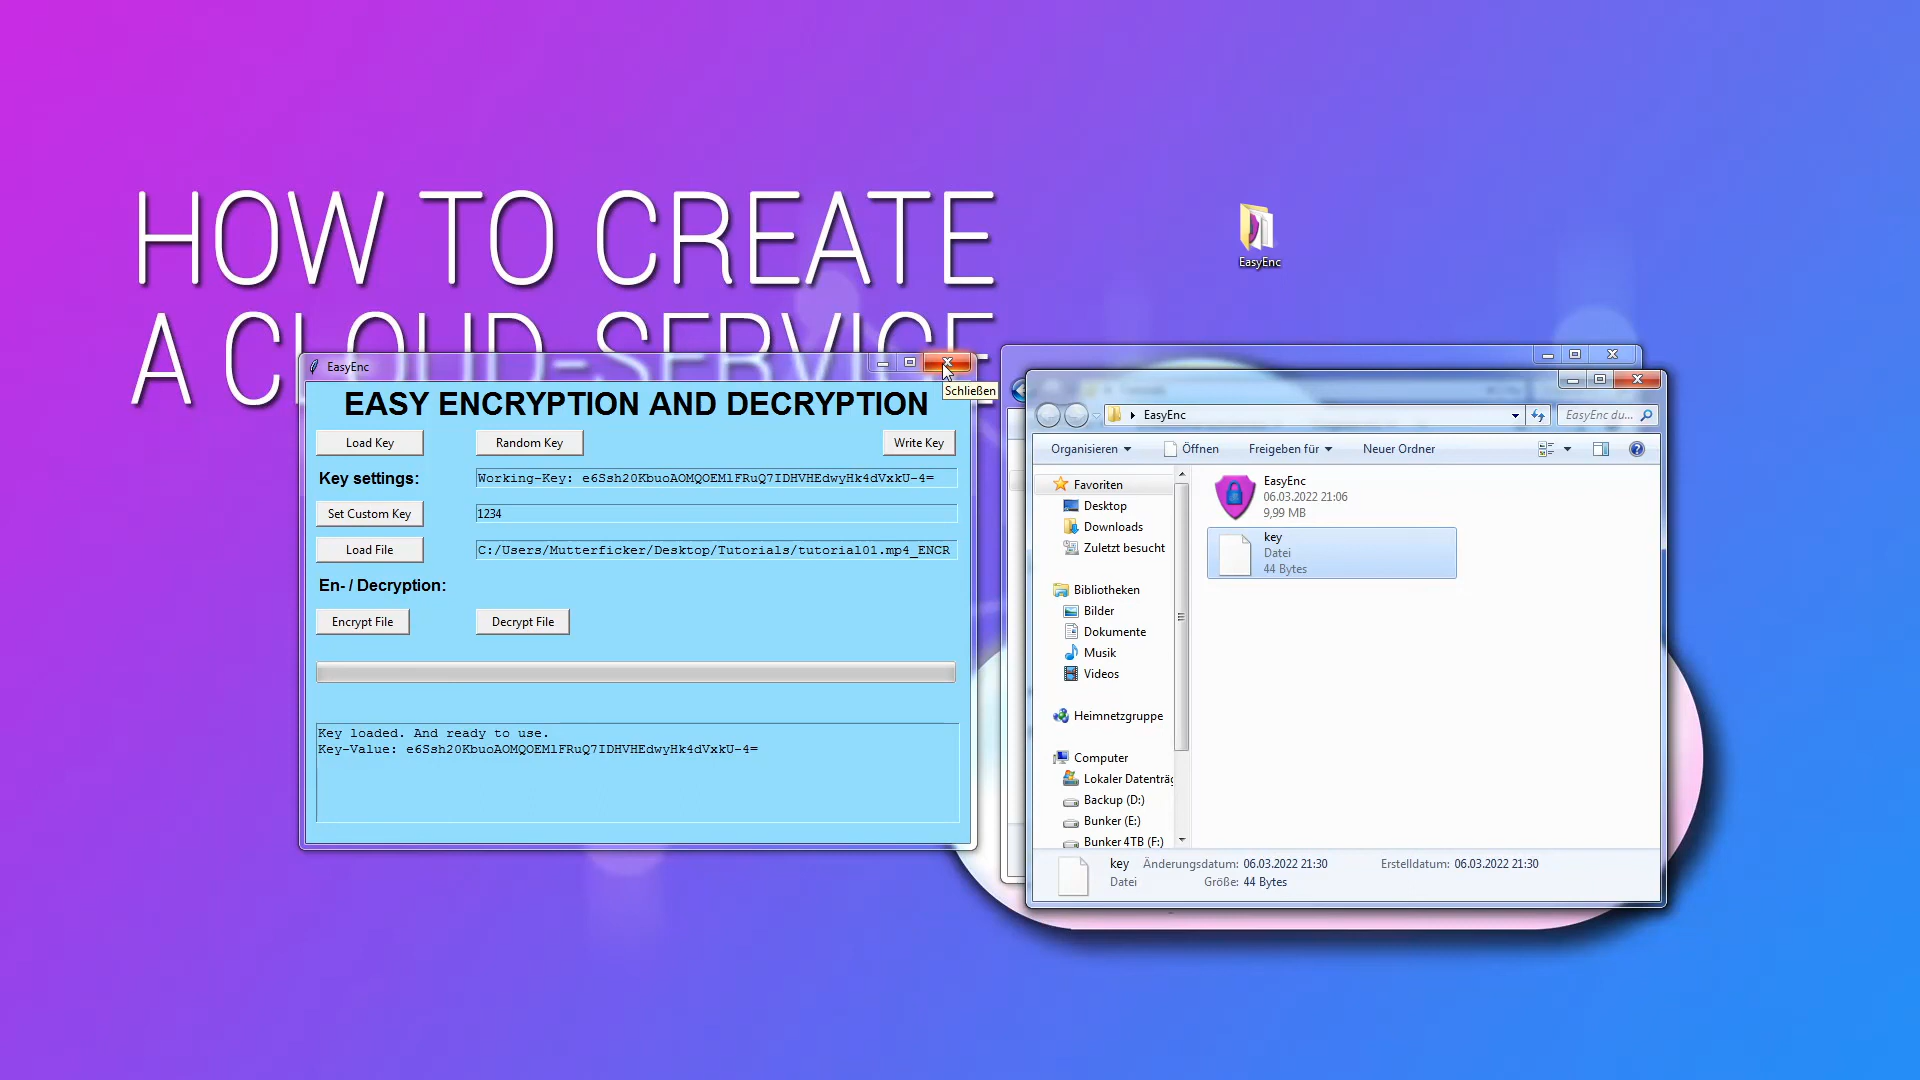 HOW TO CREATE
A CLOUD-SERVICE
EasyEnc
EasyEnc
Schließen
EASY ENCRYPTION AND DECRYPTION
Load Key
Random Key
Write Key
Key settings:
Working-Key: e6Ssh20KbuoAOMQOEMlFRuQ7IDHVHEdwyHk4dVxkU-4=
Set Custom Key
1234
Load File
C:/Users/Mutterficker/Desktop/Tutorials/tutorial01.mp4_ENCR
En- / Decryption:
Encrypt File
Decrypt File
Key loaded. And ready to use.
Key-Value: e6Ssh20KbuoAOMQOEMlFRuQ7IDHVHEdwyHk4dVxkU-4=
EasyEnc
EasyEnc du...
Organisieren
Öffnen
Freigeben für
Neuer Ordner
Favoriten
Desktop
Downloads
Zuletzt besucht
Bibliotheken
Bilder
Dokumente
Musik
Videos
Heimnetzgruppe
Computer
Lokaler Datenträg
Backup (D:)
Bunker (E:)
Bunker 4TB (F:)
EasyEnc
06.03.2022 21:06
9,99 MB
key
Datei
44 Bytes
key Änderungsdatum: 06.03.2022 21:30 Erstelldatum: 06.03.2022 21:30
Datei Größe: 44 Bytes